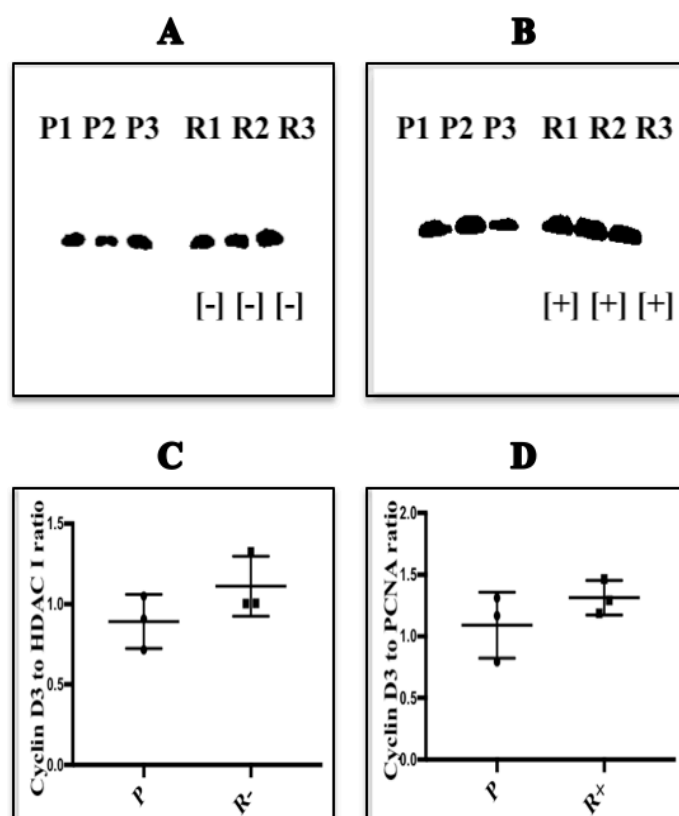 A
P1 P2 P3 R1 R2 R3
[-] [-] [-]
B
P1 P2 P3 R1 R2 R3
[+] [+] [+]
C
Cyclin D3 to HDAC I ratio
1.5
1.0
0.5
0.0
P
R-
D
Cyclin D3 to PCNA ratio
2.0
1.5
1.0
0.5
0.0
P
R+